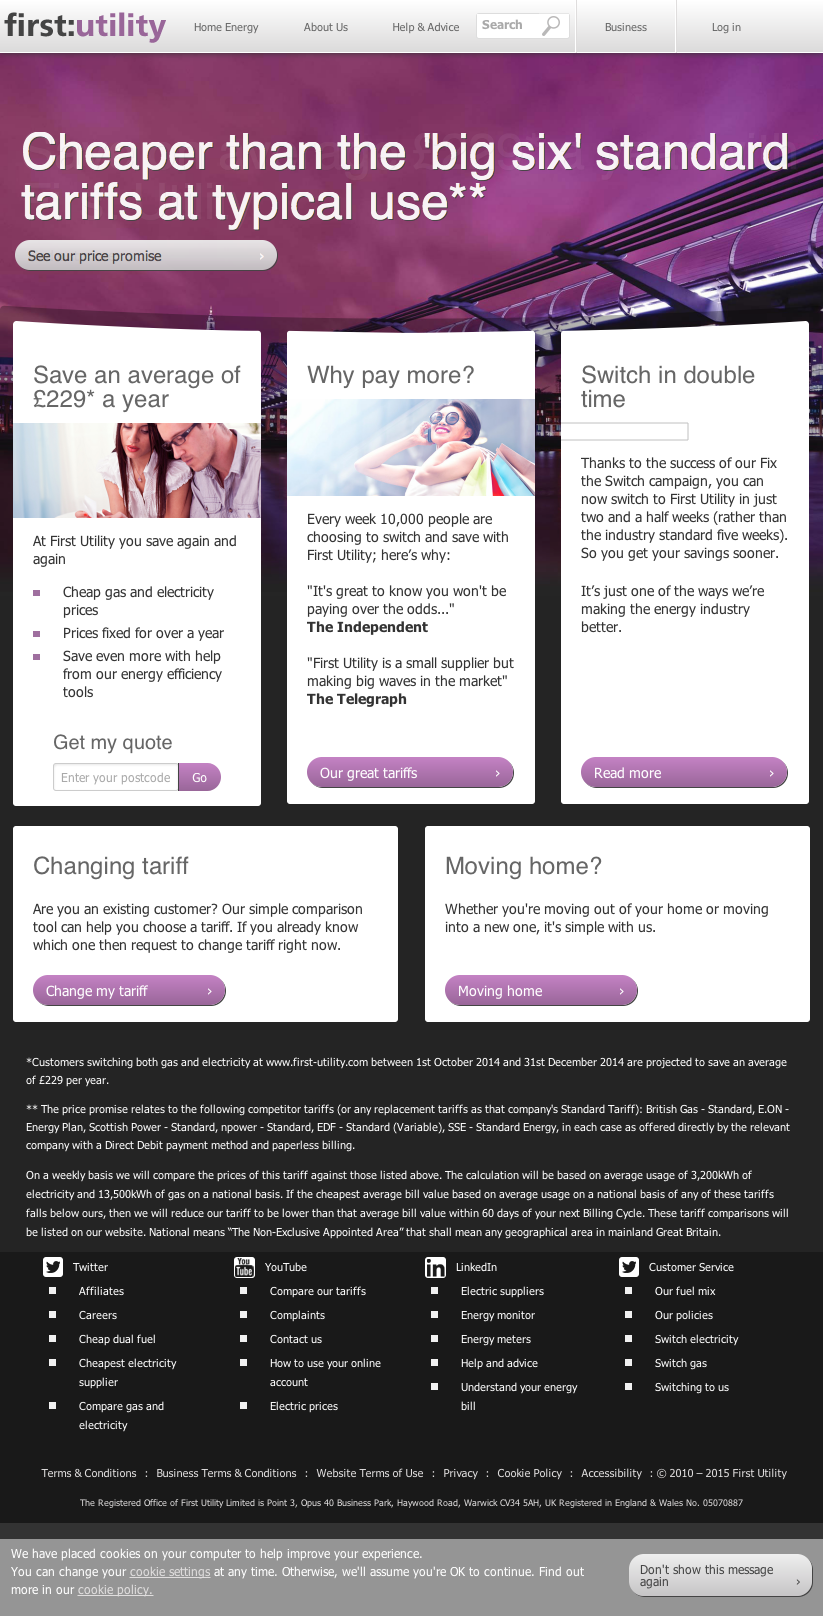 first:utility
Home Energy
About Us
Help & Advice
Search
Business
Log in
Cheaper than the 'big six' standard
tariffs at typical use**
See our price promise
Save an average of
£229* a year
At First Utility you save again and
again
Cheap gas and electricity
prices
Prices fixed for over a year
Save even more with help
from our energy efficiency
tools
Get my quote
Enter your postcode
Go
Why pay more?
Every week 10,000 people are
choosing to switch and save with
First Utility; here’s why:
"It's great to know you won't be
paying over the odds..."
The Independent
"First Utility is a small supplier but
making big waves in the market"
The Telegraph
Our great tariffs
Switch in double
time
Thanks to the success of our Fix
the Switch campaign, you can
now switch to First Utility in just
two and a half weeks (rather than
the industry standard five weeks).
So you get your savings sooner.
It’s just one of the ways we’re
making the energy industry
better.
Read more
Changing tariff
Are you an existing customer? Our simple comparison
tool can help you choose a tariff. If you already know
which one then request to change tariff right now.
Change my tariff
Moving home?
Whether you're moving out of your home or moving
into a new one, it's simple with us.
Moving home
*Customers switching both gas and electricity at www.first-utility.com between 1st October 2014 and 31st December 2014 are projected to save an average
of £229 per year.
** The price promise relates to the following competitor tariffs (or any replacement tariffs as that company's Standard Tariff): British Gas - Standard, E.ON -
Energy Plan, Scottish Power - Standard, npower - Standard, EDF - Standard (Variable), SSE - Standard Energy, in each case as offered directly by the relevant
company with a Direct Debit payment method and paperless billing.
On a weekly basis we will compare the prices of this tariff against those listed above. The calculation will be based on average usage of 3,200kWh of
electricity and 13,500kWh of gas on a national basis. If the cheapest average bill value based on average usage on a national basis of any of these tariffs
falls below ours, then we will reduce our tariff to be lower than that average bill value within 60 days of your next Billing Cycle. These tariff comparisons will
be listed on our website. National means “The Non-Exclusive Appointed Area” that shall mean any geographical area in mainland Great Britain.
Twitter
Affiliates
Careers
Cheap dual fuel
Cheapest electricity
supplier
Compare gas and
electricity
You
Tube
YouTube
Compare our tariffs
Complaints
Contact us
How to use your online
account
Electric prices
in
LinkedIn
Electric suppliers
Energy monitor
Energy meters
Help and advice
Understand your energy
bill
Customer Service
Our fuel mix
Our policies
Switch electricity
Switch gas
Switching to us
Terms & Conditions : Business Terms & Conditions : Website Terms of Use : Privacy : Cookie Policy : Accessibility : © 2010 – 2015 First Utility
The Registered Office of First Utility Limited is Point 3, Opus 40 Business Park, Haywood Road, Warwick CV34 5AH, UK Registered in England & Wales No. 05070887
We have placed cookies on your computer to help improve your experience.
You can change your cookie settings at any time. Otherwise, we'll assume you're OK to continue. Find out
more in our cookie policy.
Don't show this message
again